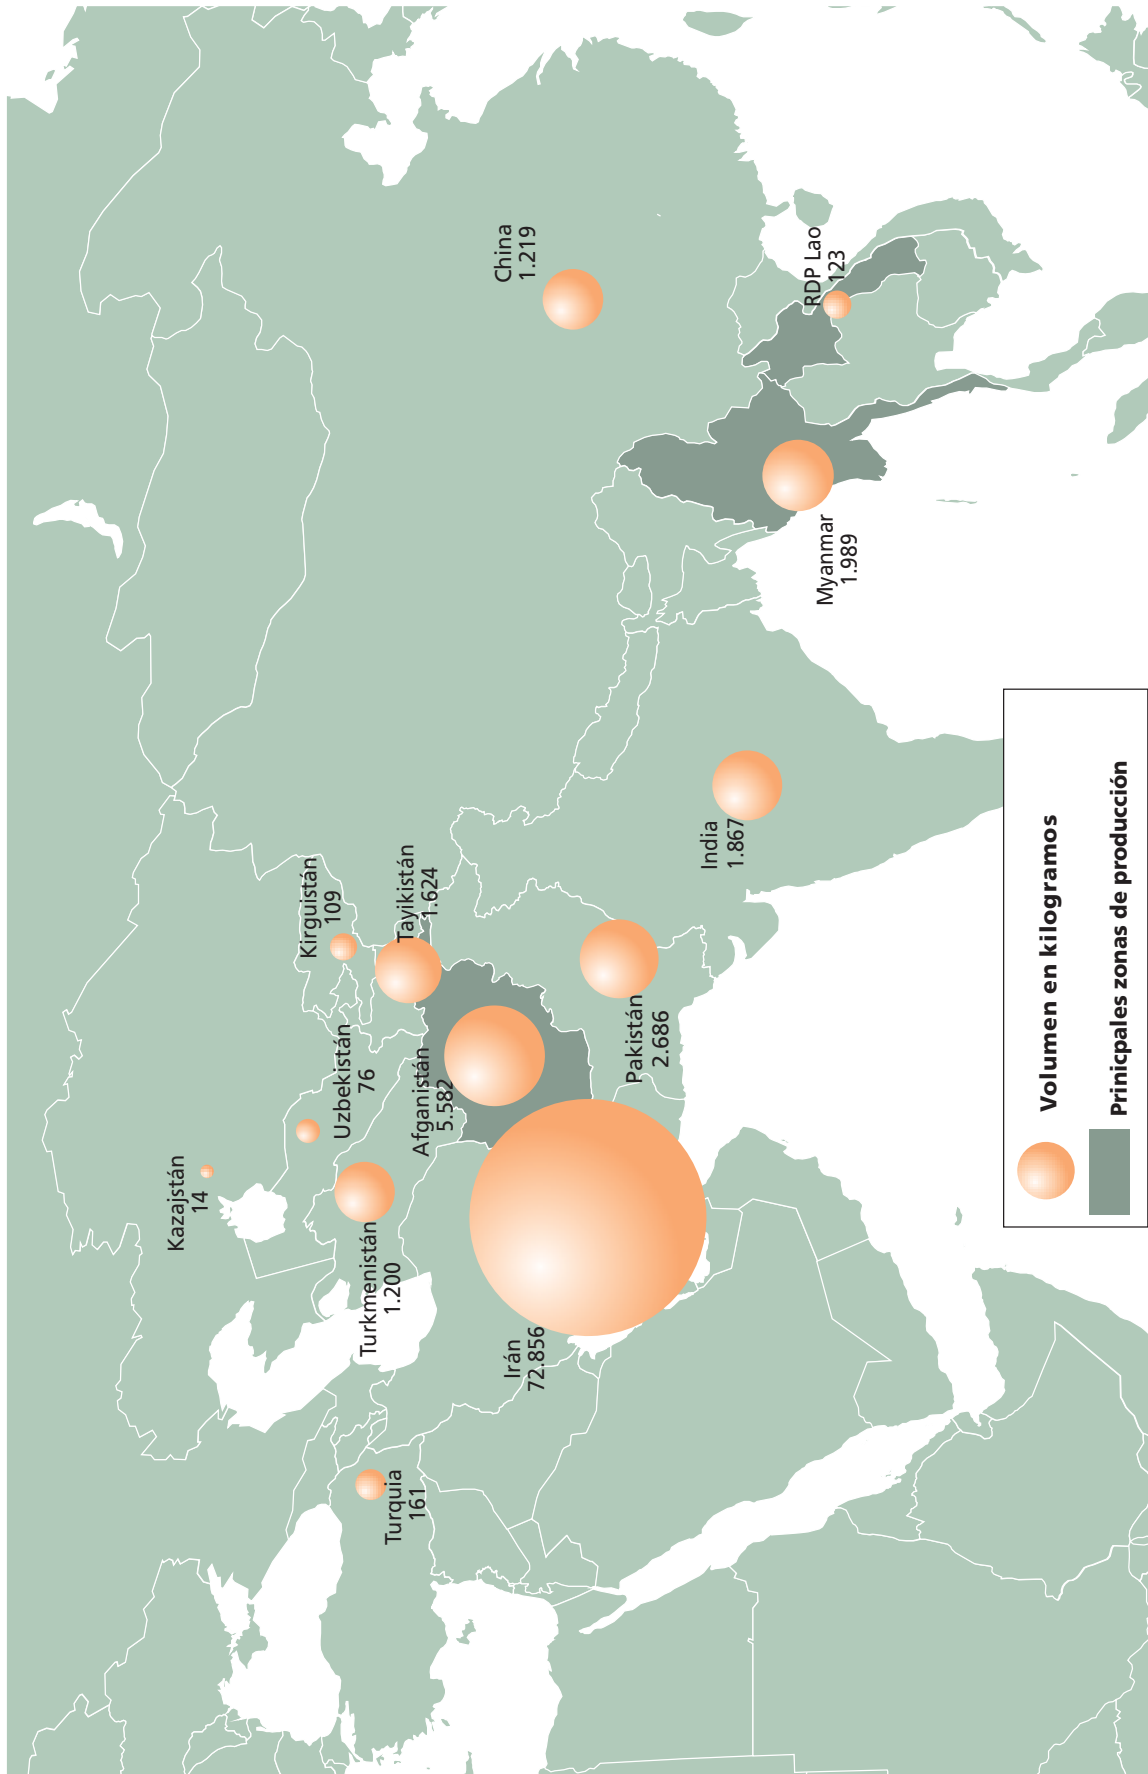 Kazajstán
14
Uzbekistán
76
Kirguistán
109
Turkmenistán
1.200
Tayikistán
1.624
Turquia
161
Afganistán
5.582
China
1.219
Irán
72.856
Pakistán
2.686
India
1.867
RDP Lao
123
Myanmar
1.989
Volumen en kilogramos
Prinicpales zonas de producción